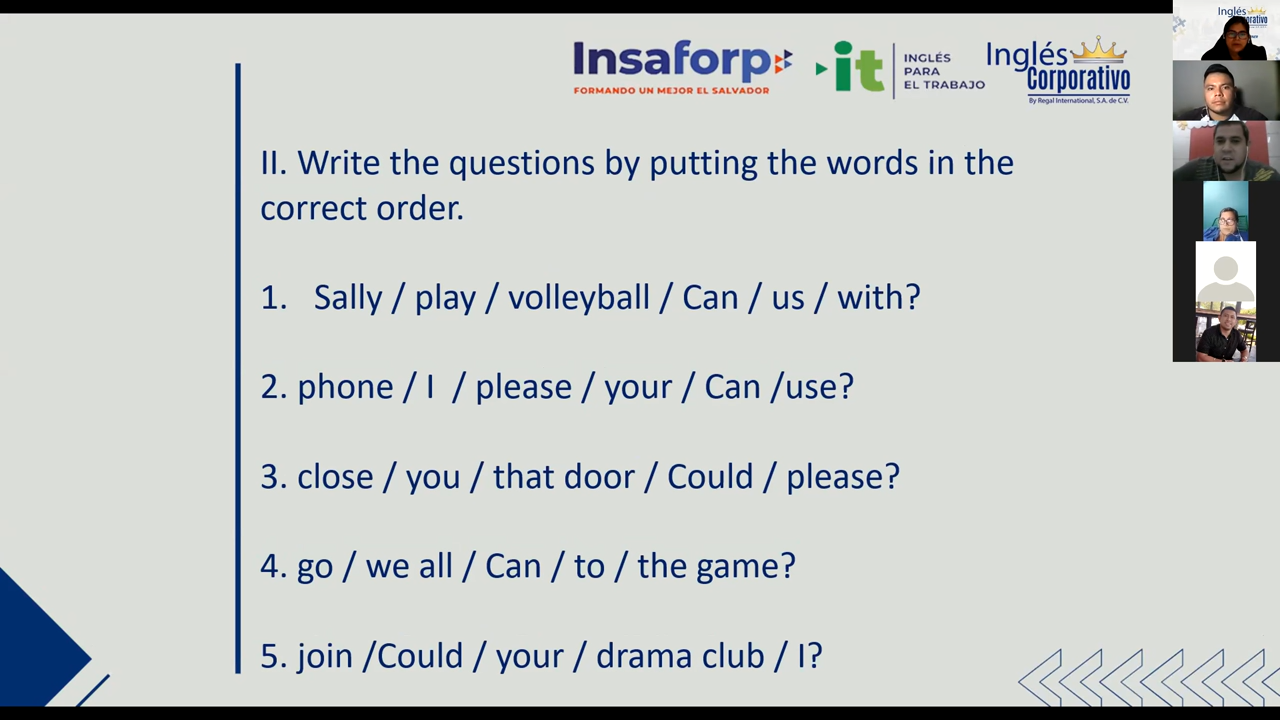 Insaforp
FORMANDO UN MEJOR EL SALVADOR
it
INGLÉS
PARA
EL TRABAJO
Inglés
Corporativo
By Regal International, S.A. de C.V.
Inglés
II. Write the questions by putting the words in the
correct order.
1. Sally / play / volleyball / Can / us / with?
2. phone / I / please / your / Can /use?
3. close / you / that door / Could / please?
4. go / we all / Can / to / the game?
5. join /Could / your / drama club / I?